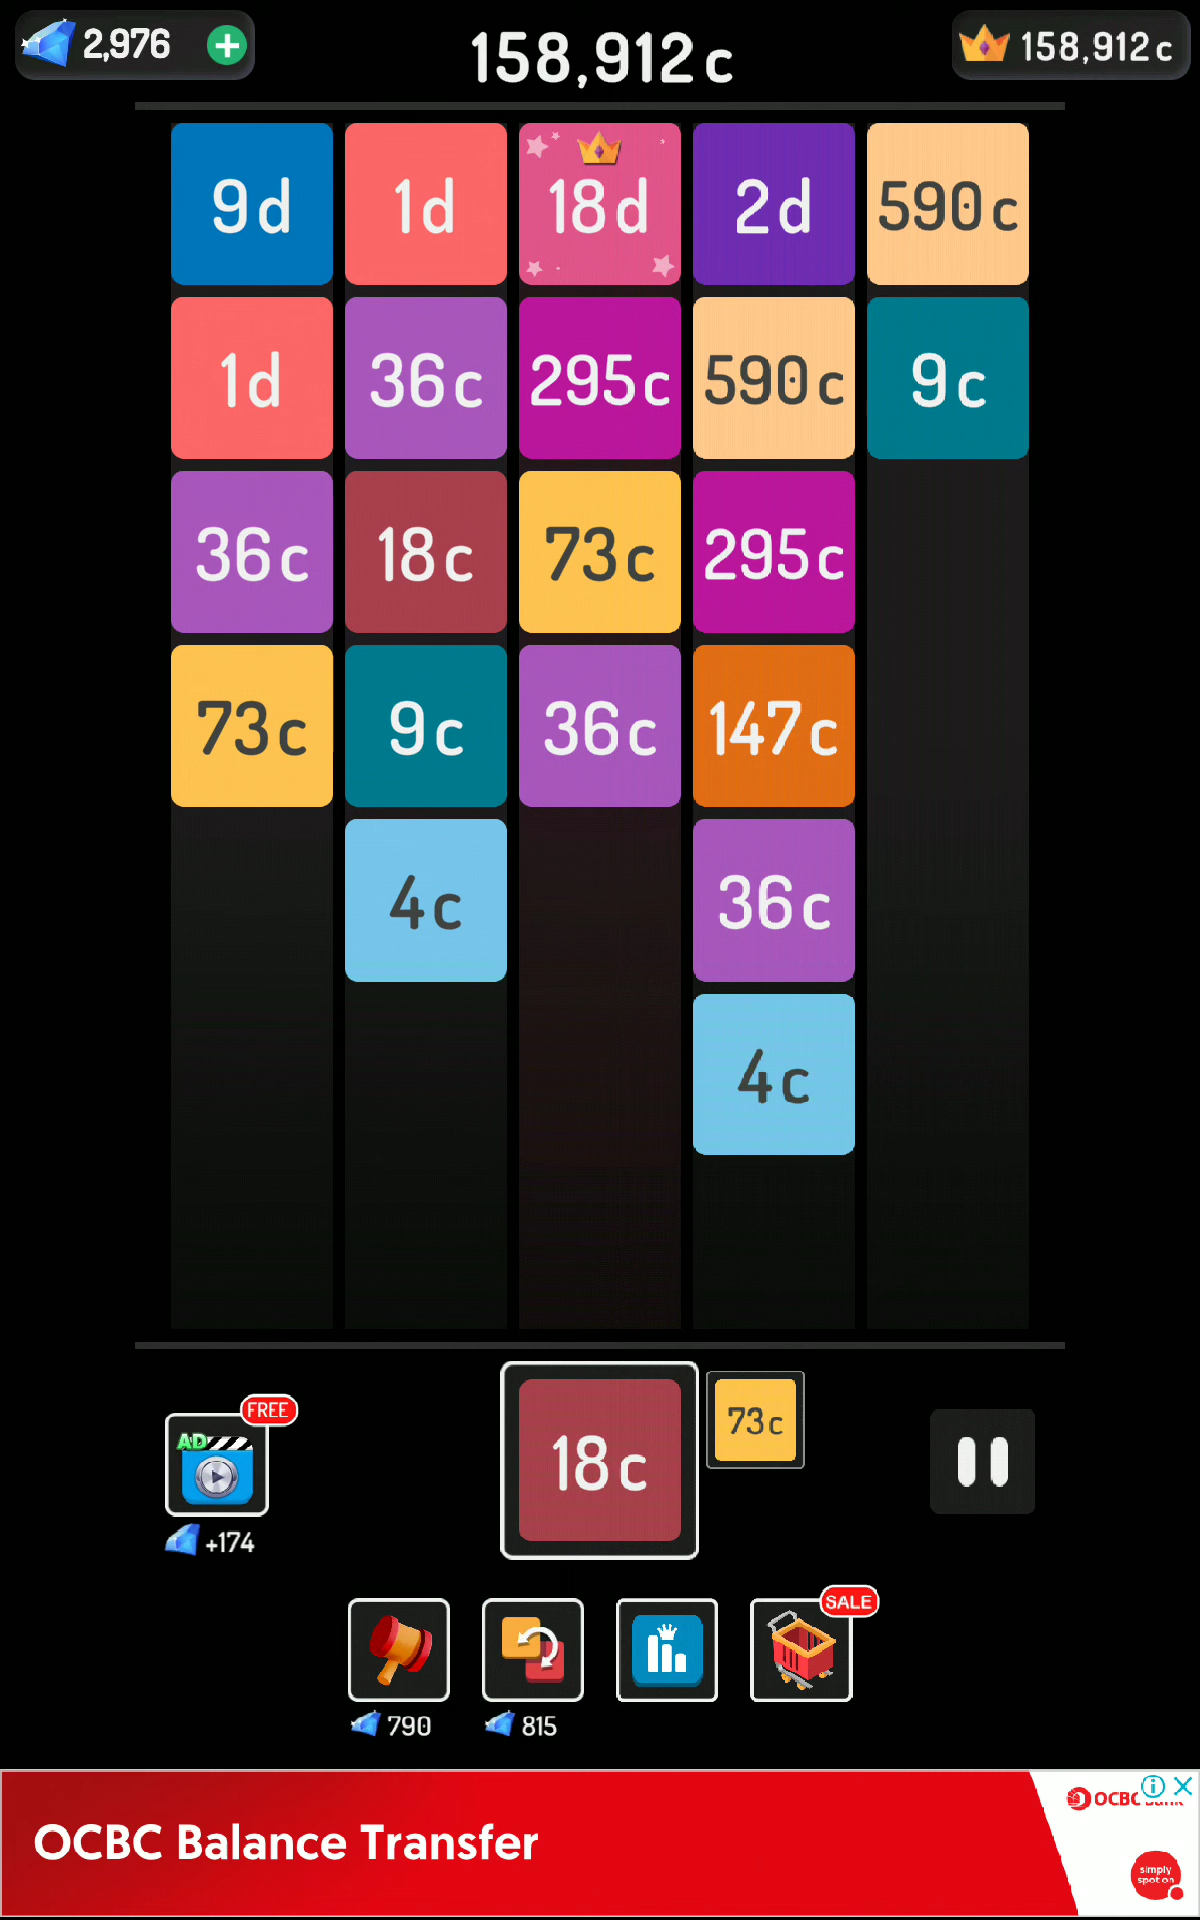 2,976
158,912c
158,912c
9d 1d 18d 2d 590c
1d 36c 295c 590c 9c
36c 18c 73c 295c
73c 9c 36c 147c
4c 36c
4c
18c
73c
FREE
AD
+174
SALE
790
815
OCBC Balance Transfer
OCBC
simply
spot on